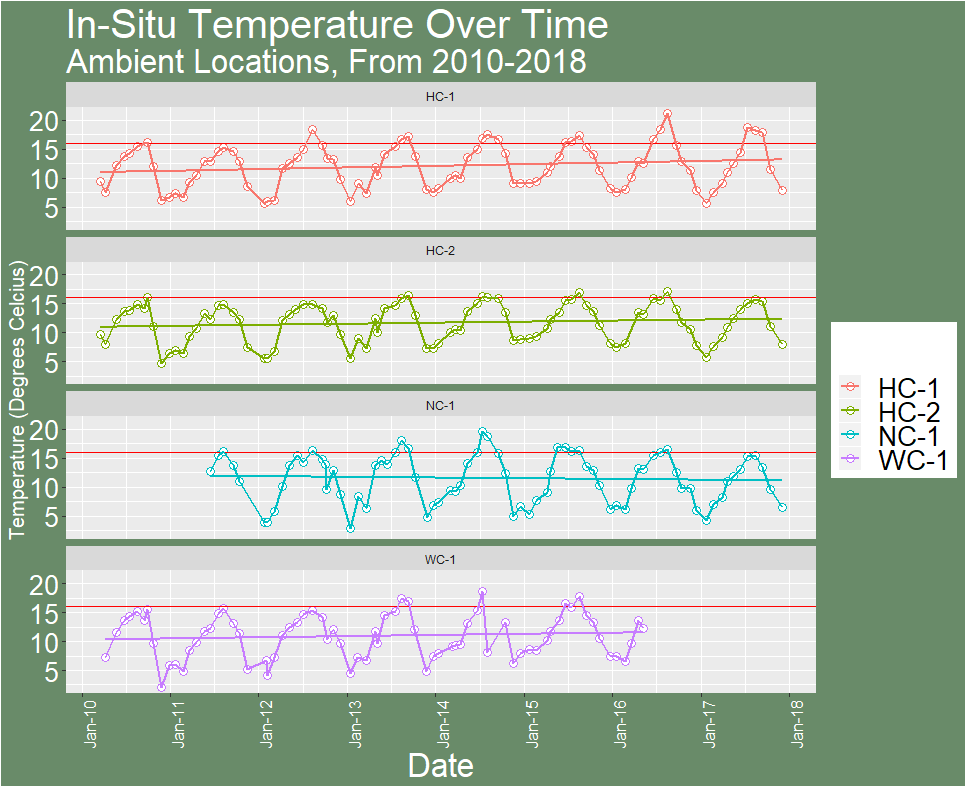 In-Situ Temperature Over Time
Ambient Locations, From 2010-2018
HC-1
20
15
10
5
HC-2
20
15
10
5
NC-1
20
15
10
5
WC-1
20
15
10
5
Temperature (Degrees Celcius)
Jan-10
Jan-11
Jan-12
Jan-13
Jan-14
Jan-15
Jan-16
Jan-17
Jan-18
Date
HC-1
HC-2
NC-1
WC-1